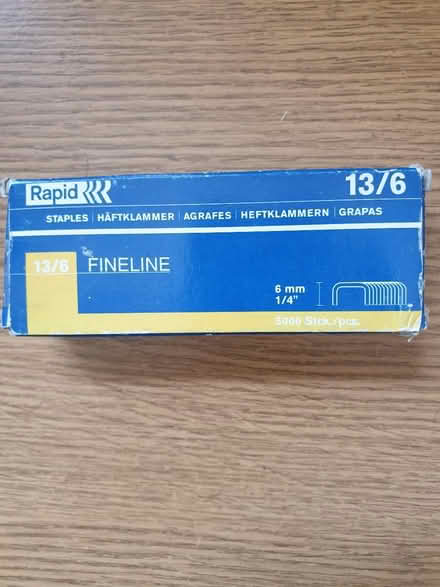 Rapid
13/6
STAPLES | HÄFTKLAMMER | AGRAFES | HEFTKLAMMERN | GRAPAS
13/6 FINELINE
6 mm
1/4"
5000 Stck./pcs.